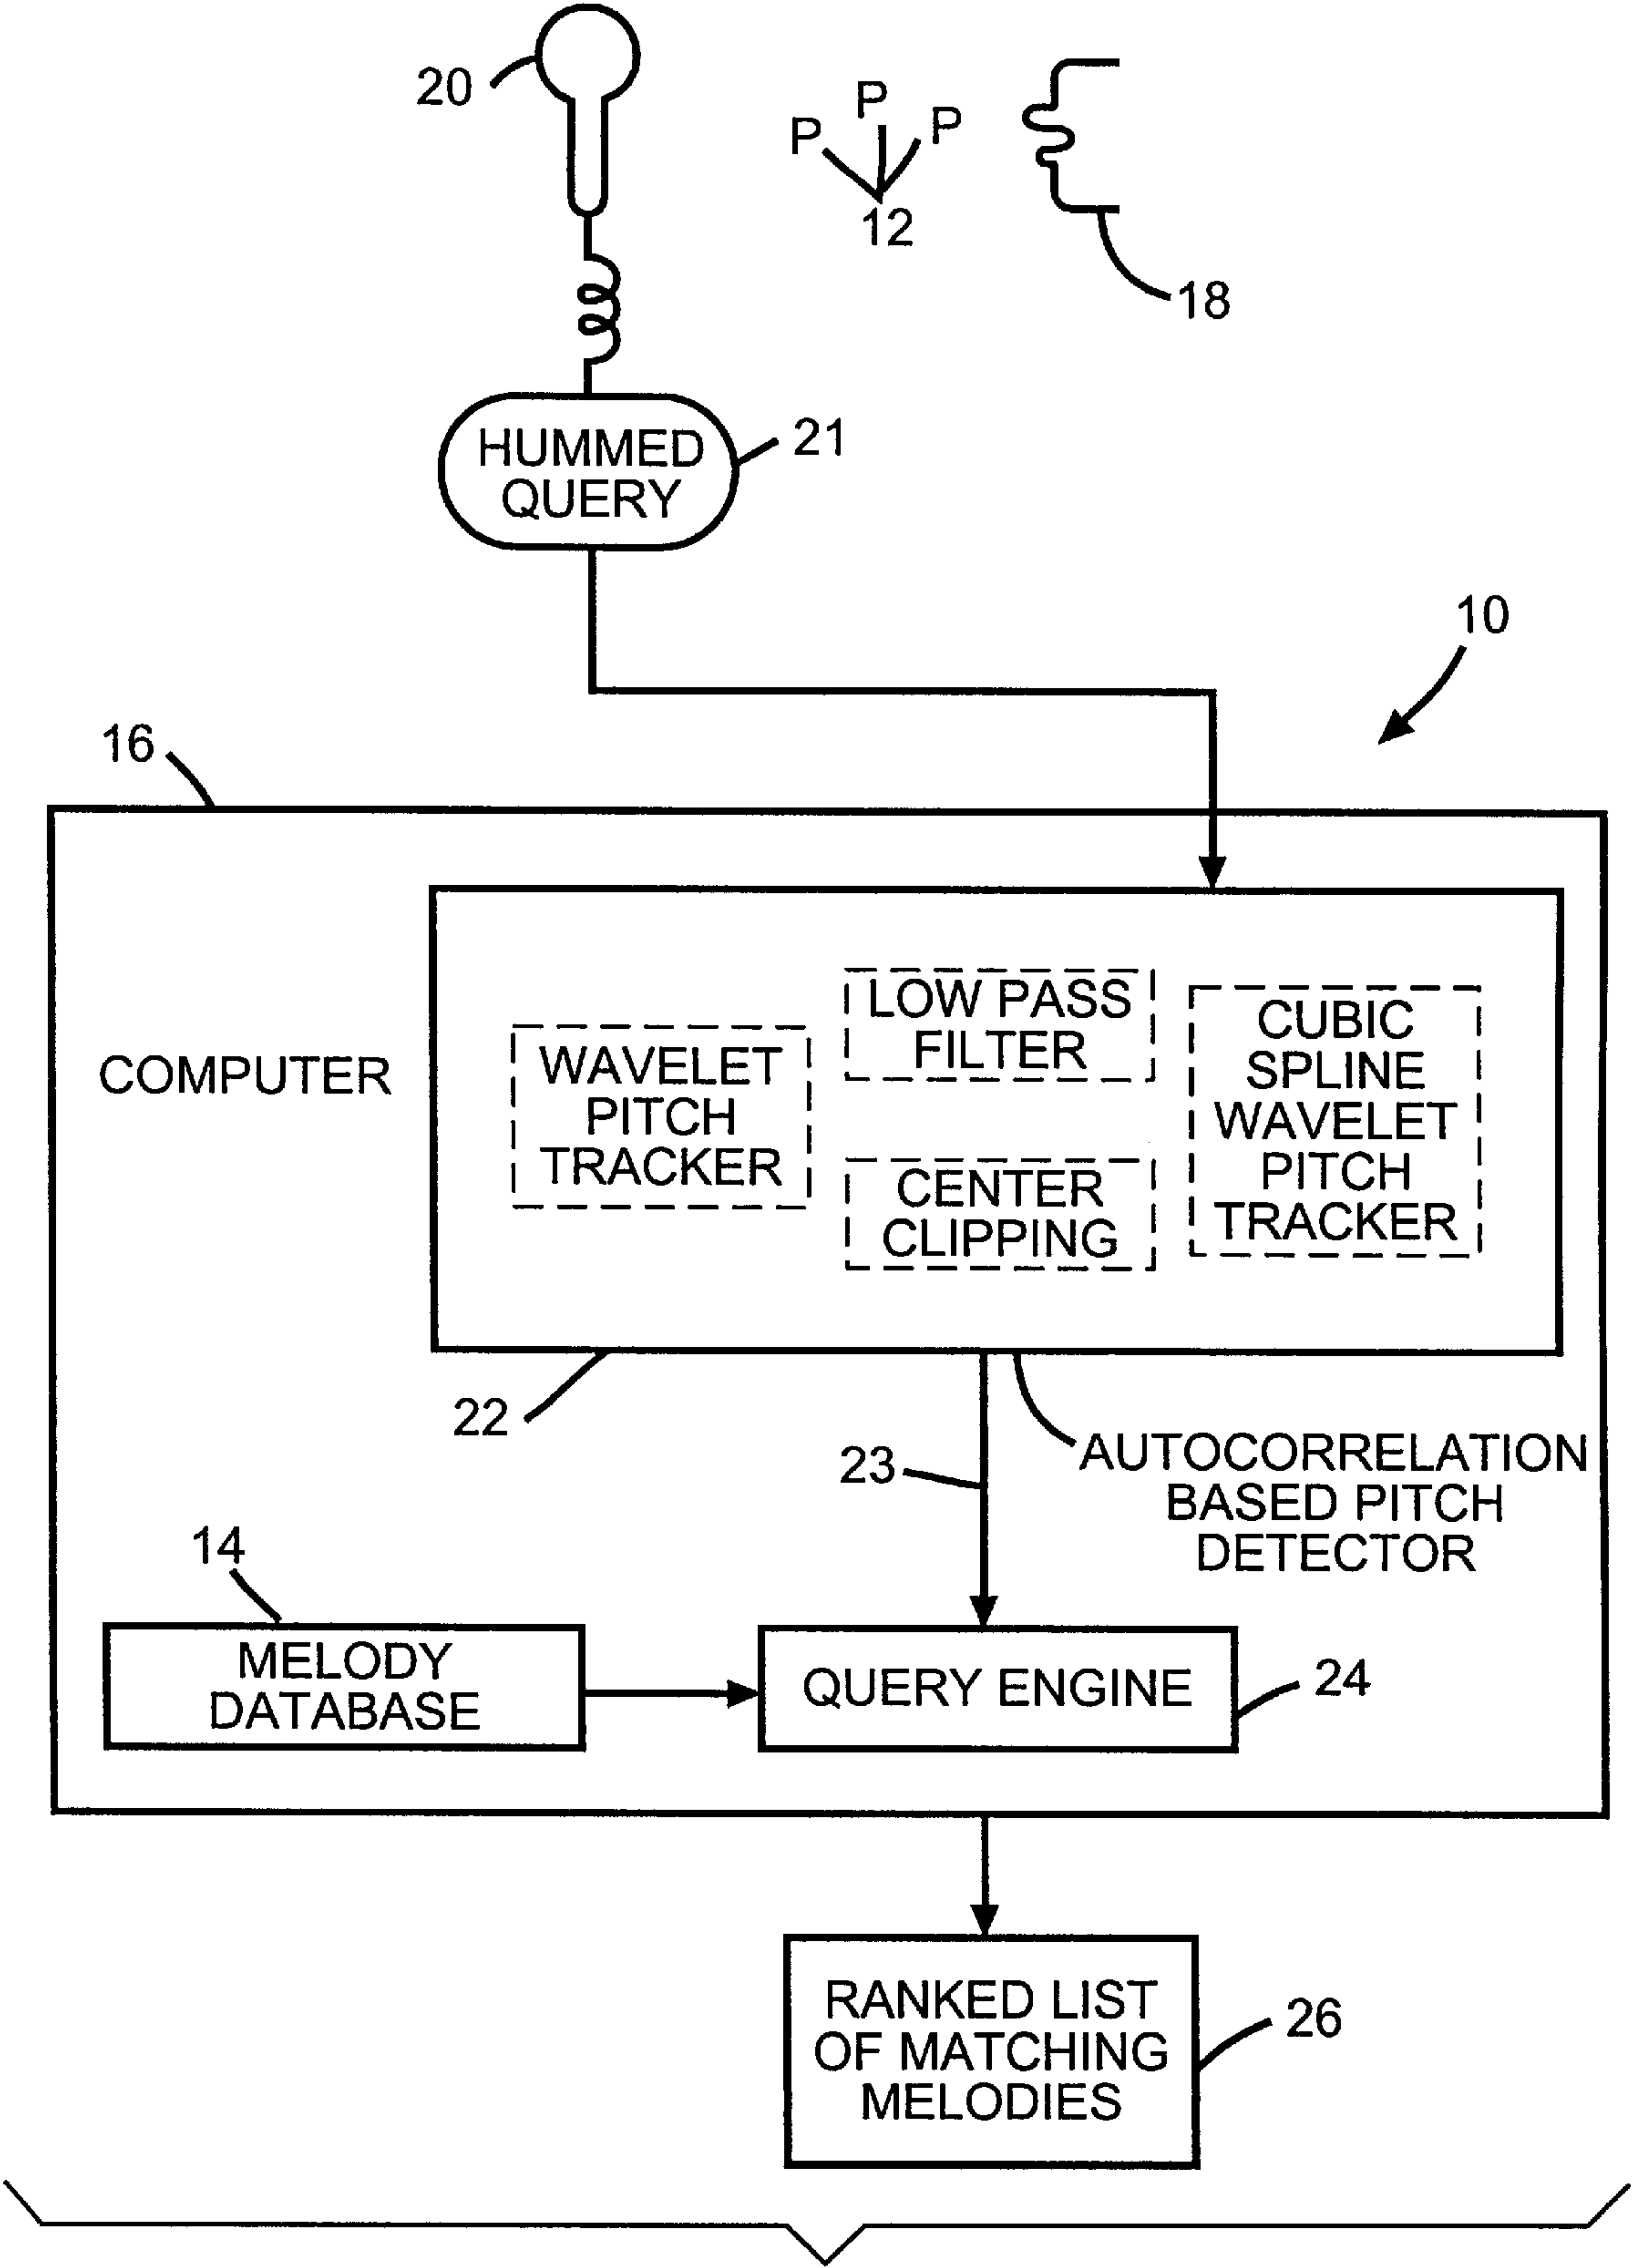 20
P
P
P
12
18
HUMMED
QUERY
21
10
16
COMPUTER
WAVELET
PITCH
TRACKER
LOW PASS
FILTER
CENTER
CLIPPING
CUBIC
SPLINE
WAVELET
PITCH
TRACKER
22
23
AUTOCORRELATION
BASED PITCH
DETECTOR
14
MELODY
DATABASE
QUERY ENGINE
24
RANKED LIST
OF MATCHING
MELODIES
26